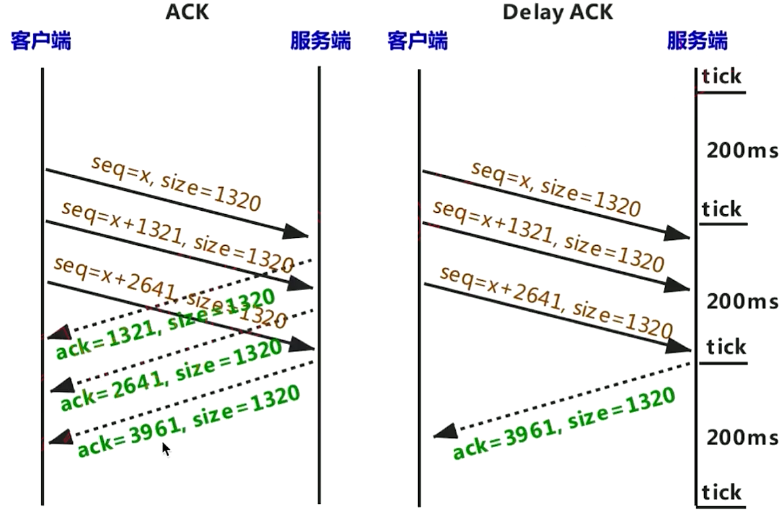 ACK
客户端
服务端
seq=x, size=1320
seq=x+1321, size=1320
seq=x+2641, size=1320
ack=1321, size=1320
ack=2641, size=1320
ack=3961, size=1320
Delay ACK
客户端
服务端
tick
200ms
seq=x, size=1320
tick
seq=x+1321, size=1320
seq=x+2641, size=1320
200ms
tick
ack=3961, size=1320
200ms
tick